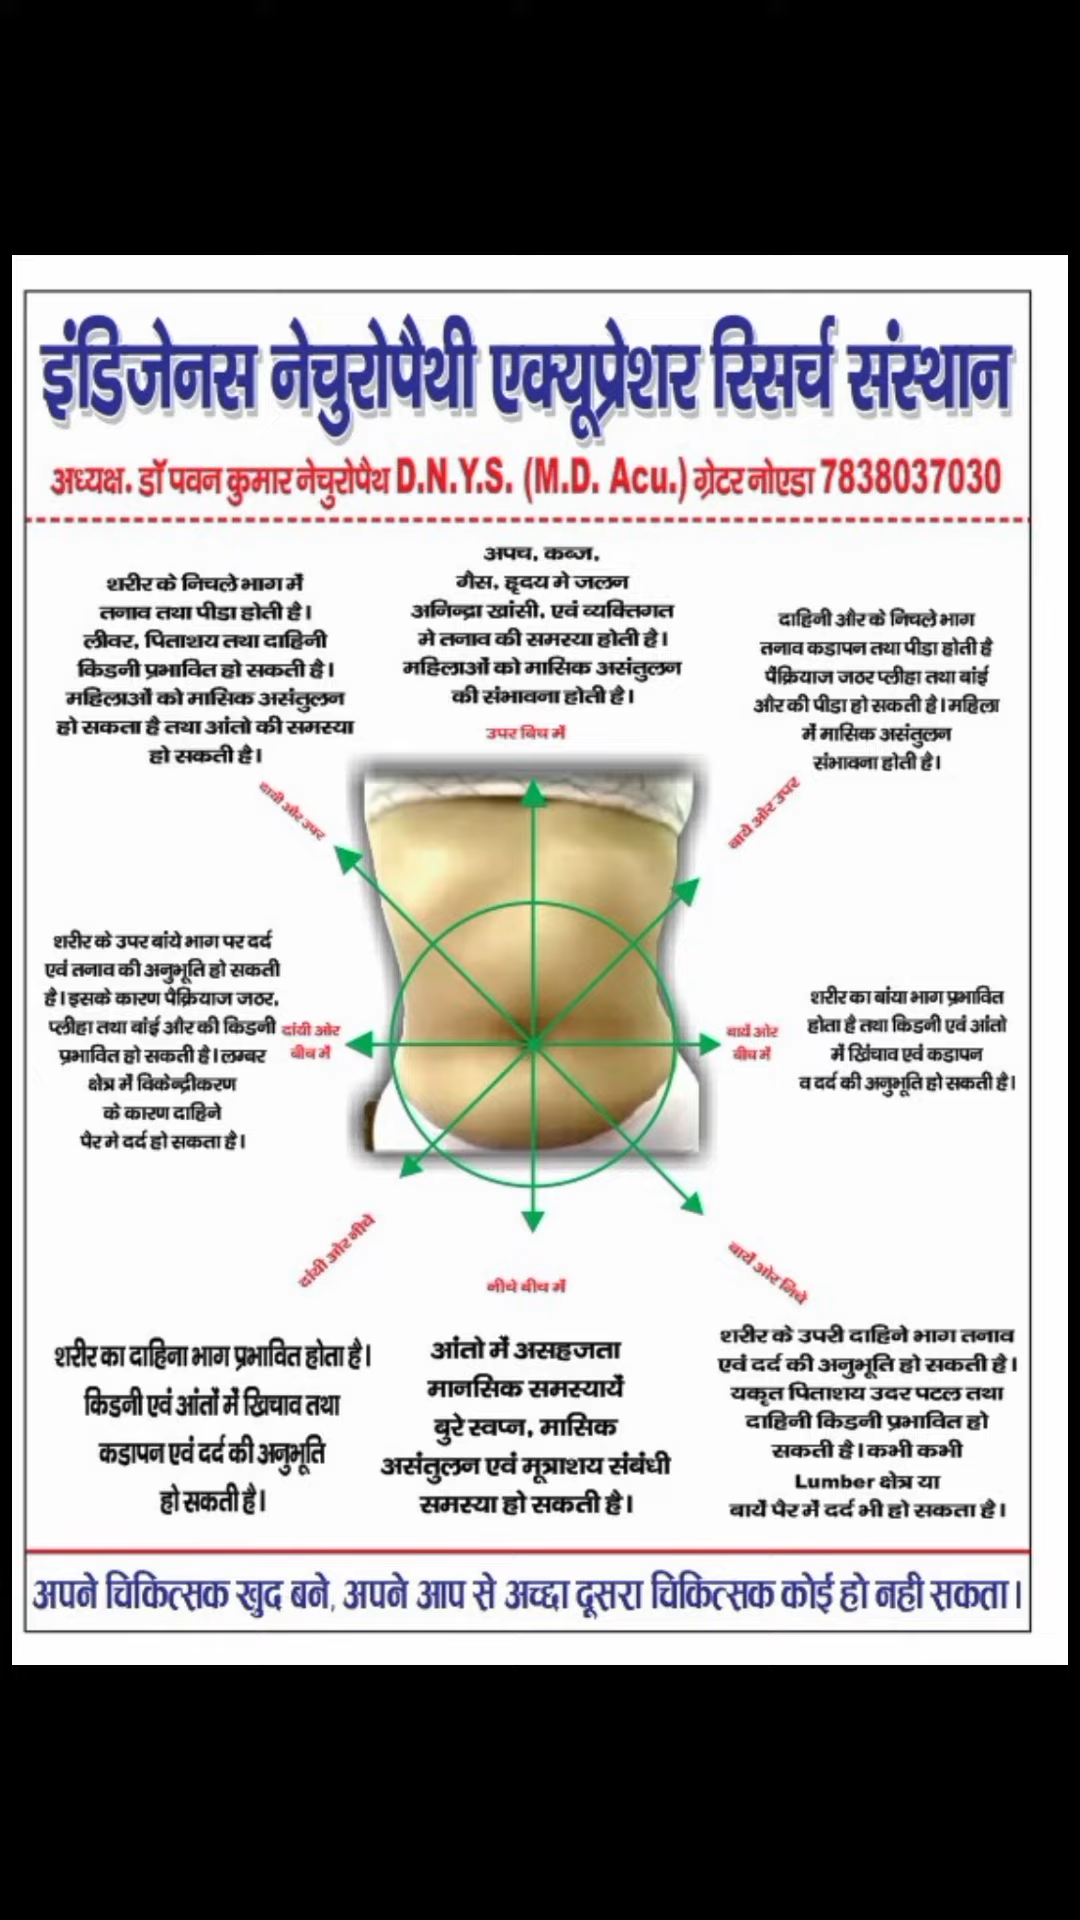 इंडिजेनस नेचुरोपैथी एक्यूप्रेशर रिसर्च संस्थान
अध्यक्ष. डॉ पवन कुमार नेचुरोपैथ D.N.Y.S. (M.D. Acu.) ग्रेटर नोएडा 7838037030
शरीर के निचले भाग में
तनाव तथा पीडा होती है।
लीवर, पिताशय तथा दाहिनी
किडनी प्रभावित हो सकती है।
महिलाओं को मासिक असंतुलन
हो सकता है तथा आंतो की समस्या
हो सकती है।
दायी और उपर
अपच, कब्ज,
गैस, हृदय मे जलन
अनिन्द्रा खांसी, एवं व्यक्तिगत
मे तनाव की समस्या होती है।
महिलाओं को मासिक असंतुलन
की संभावना होती है।
उपर बिच में
दाहिनी और के निचले भाग
तनाव कडापन तथा पीडा होती है
पैंक्रियाज जठर प्लीहा तथा बांई
और की पीडा हो सकती है। महिला
में मासिक असंतुलन
संभावना होती है।
बायें ओर उपर
शरीर के उपर बांये भाग पर दर्द
एवं तनाव की अनुभूति हो सकती
है। इसके कारण पैंक्रियाज जठर,
प्लीहा तथा बांई और की किडनी
प्रभावित हो सकती है। लम्बर
क्षेत्र में विकेन्द्रीकरण
के कारण दाहिने
पैर मे दर्द हो सकता है।
दांयी ओर
बीच में
बायें ओर
बीच में
शरीर का बांया भाग प्रभावित
होता है तथा किडनी एवं आंतो
में खिंचाव एवं कडापन
व दर्द की अनुभूति हो सकती है।
दांयी ओर नीचे
नीचे बीच में
बायें ओर निचे
शरीर का दाहिना भाग प्रभावित होता है।
किडनी एवं आंतों में खिचाव तथा
कडापन एवं दर्द की अनुभूति
हो सकती है।
आंतो में असहजता
मानसिक समस्यायें
बुरे स्वप्न, मासिक
असंतुलन एवं मूत्राशय संबंधी
समस्या हो सकती है।
शरीर के उपरी दाहिने भाग तनाव
एवं दर्द की अनुभूति हो सकती है।
यकृत पिताशय उदर पटल तथा
दाहिनी किडनी प्रभावित हो
सकती है। कभी कभी
Lumber क्षेत्र या
बायें पैर में दर्द भी हो सकता है।
अपने चिकित्सक खुद बने, अपने आप से अच्छा दूसरा चिकित्सक कोई हो नही सकता।